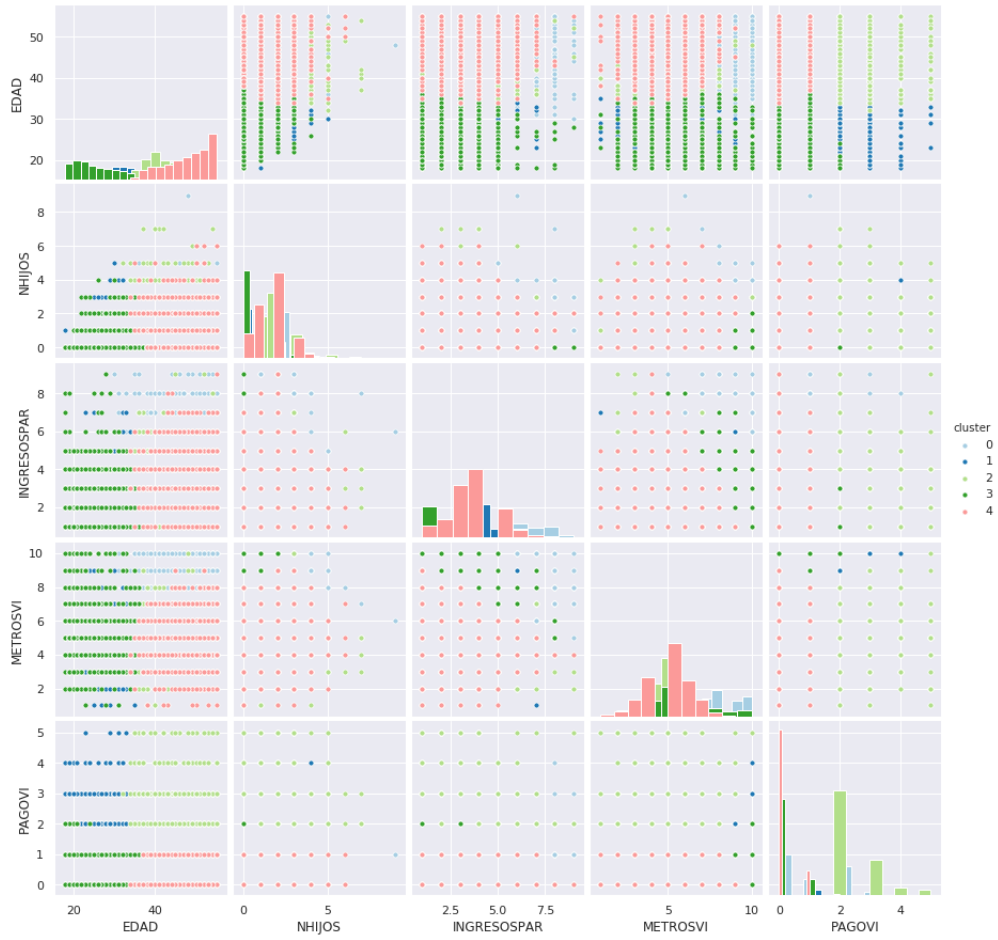 EDAD
50
40
30
20
NHIJOS
8
6
4
2
0
INGRESOSPAR
8
6
4
2
METROSVI
10
8
6
4
2
PAGOVI
5
4
3
2
1
0
20 40
0 5
2.5 5.0 7.5
5 10
0 2 4
EDAD
NHIJOS
INGRESOSPAR
METROSVI
PAGOVI
cluster
0
1
2
3
4